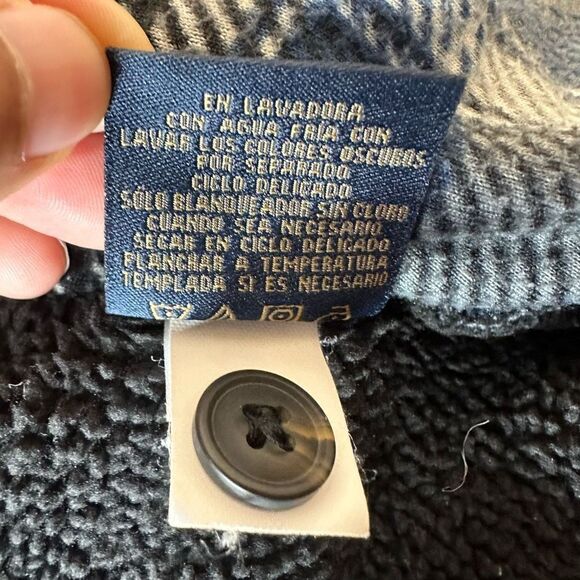 EN LAVADORA
CON AGUA FRIA CON
LAVAR LOS COLORES OSCUROS
POR SEPARADO
CICLO DELICADO
SÓLO BLANQUEADOR SIN CLORO
CUANDO SEA NECESARIO
SECAR EN CICLO DELICADO
PLANCHAR A TEMPERATURA
TEMPLADA SI ES NECESARIO